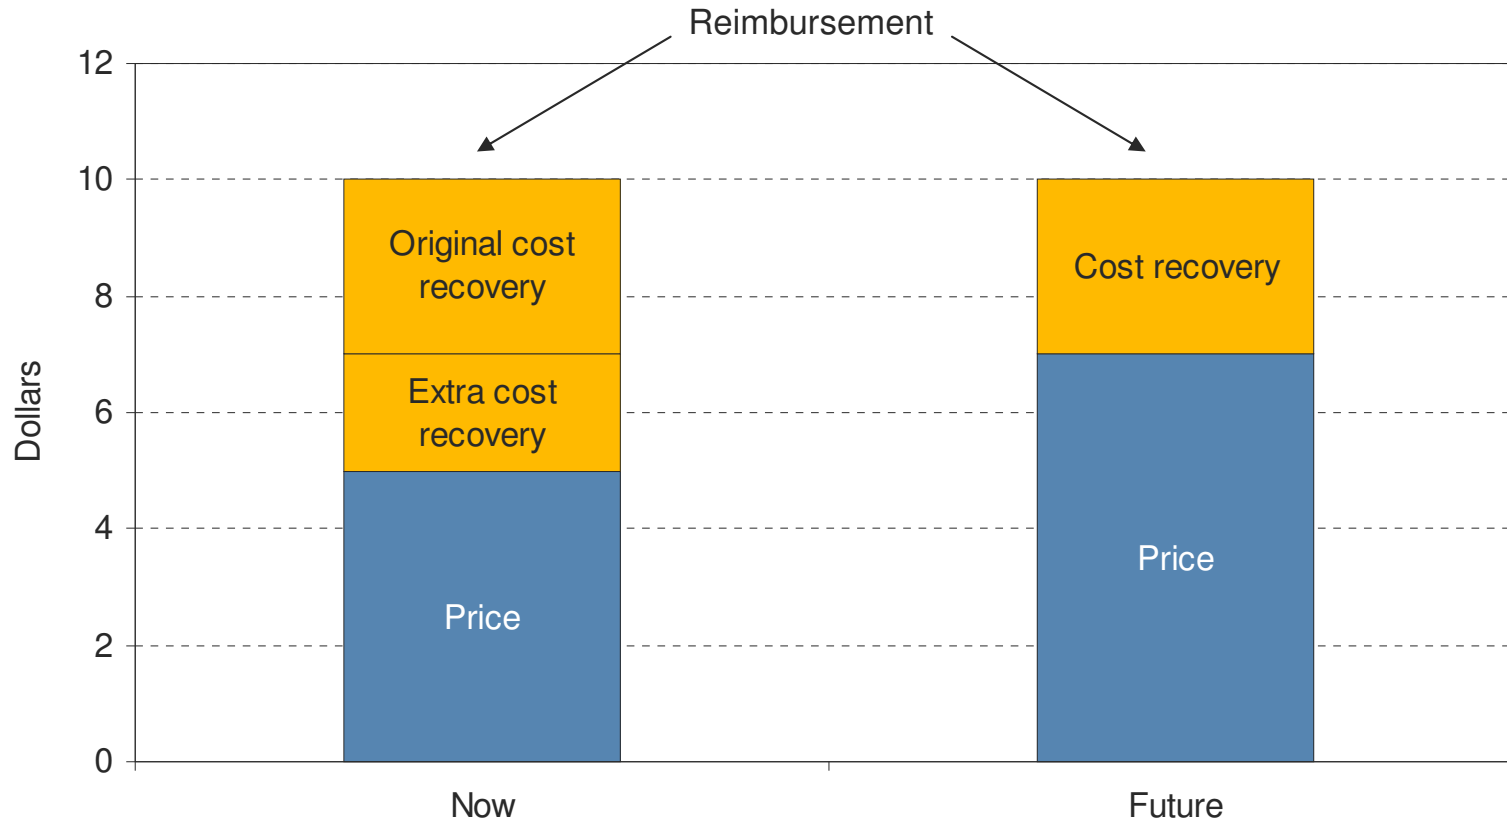 Reimbursement
12
10
8
6
4
2
0
Dollars
Original cost
recovery
Extra cost
recovery
Price
Cost recovery
Price
Now
Future